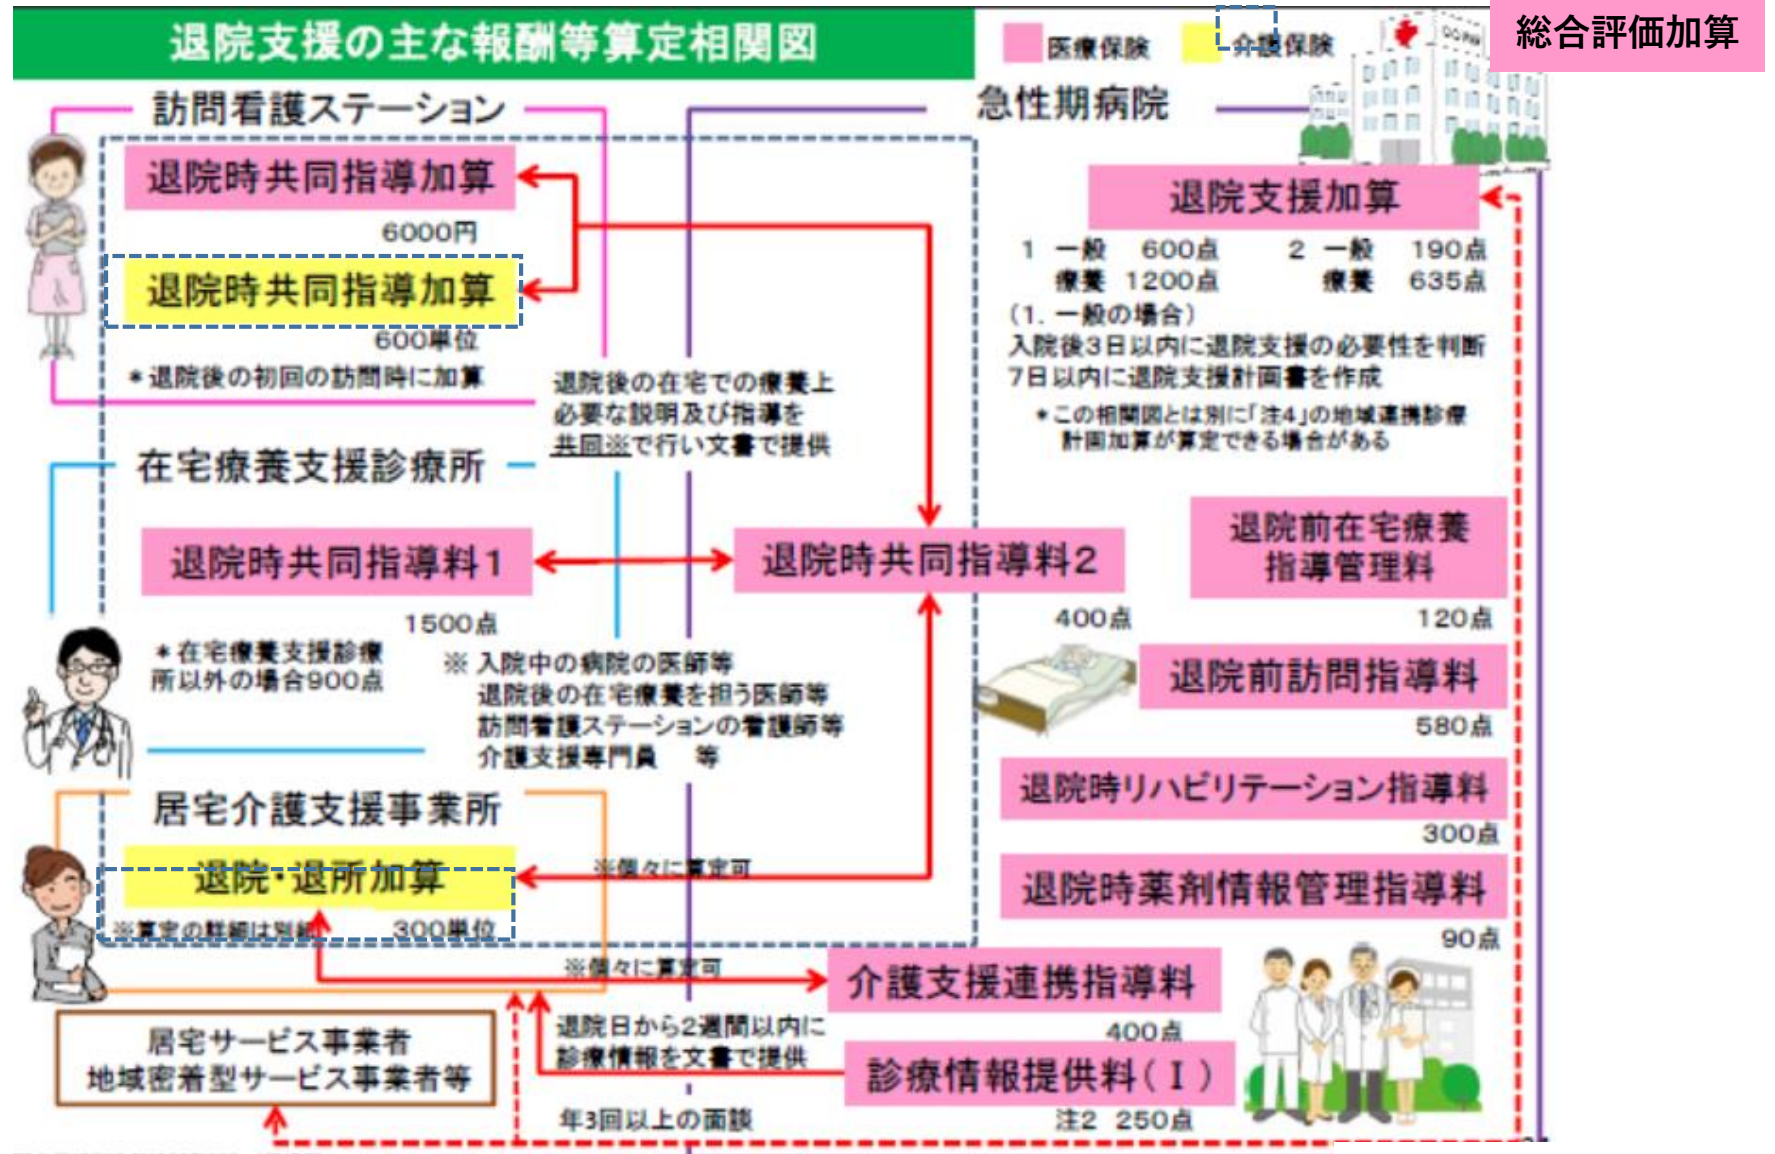 退院支援の主な報酬等算定相関図
医療保険
介護保険
総合評価加算
訪問看護ステーション
退院時共同指導加算
6000円
退院時共同指導加算
600単位
*退院後の初回の訪問時に加算
急性期病院
退院支援加算
1 一般 600点 2 一般 190点
療養 1200点 療養 635点
(1. 一般の場合)
入院後3日以内に退院支援の必要性を判断
7日以内に退院支援計画書を作成
*この相関図とは別に「注4」の地域連携診療
計画加算が算定できる場合がある
退院後の在宅での療養上
必要な説明及び指導を
共同※で行い文書で提供
在宅療養支援診療所
退院時共同指導料1
1500点
*在宅療養支援診療
所以外の場合900点
退院時共同指導料2
400点
※ 入院中の病院の医師等
退院後の在宅療養を担う医師等
訪問看護ステーションの看護師等
介護支援専門員 等
退院前在宅療養
指導管理料
120点
退院前訪問指導料
580点
退院時リハビリテーション指導料
300点
退院時薬剤情報管理指導料
90点
居宅介護支援事業所
退院・退所加算
※算定の詳細は別紙
300単位
※個々に算定可
※個々に算定可
介護支援連携指導料
400点
退院日から2週間以内に
診療情報を文書で提供
診療情報提供料(Ⅰ)
注2 250点
居宅サービス事業者
地域密着型サービス事業者等
年3回以上の面談